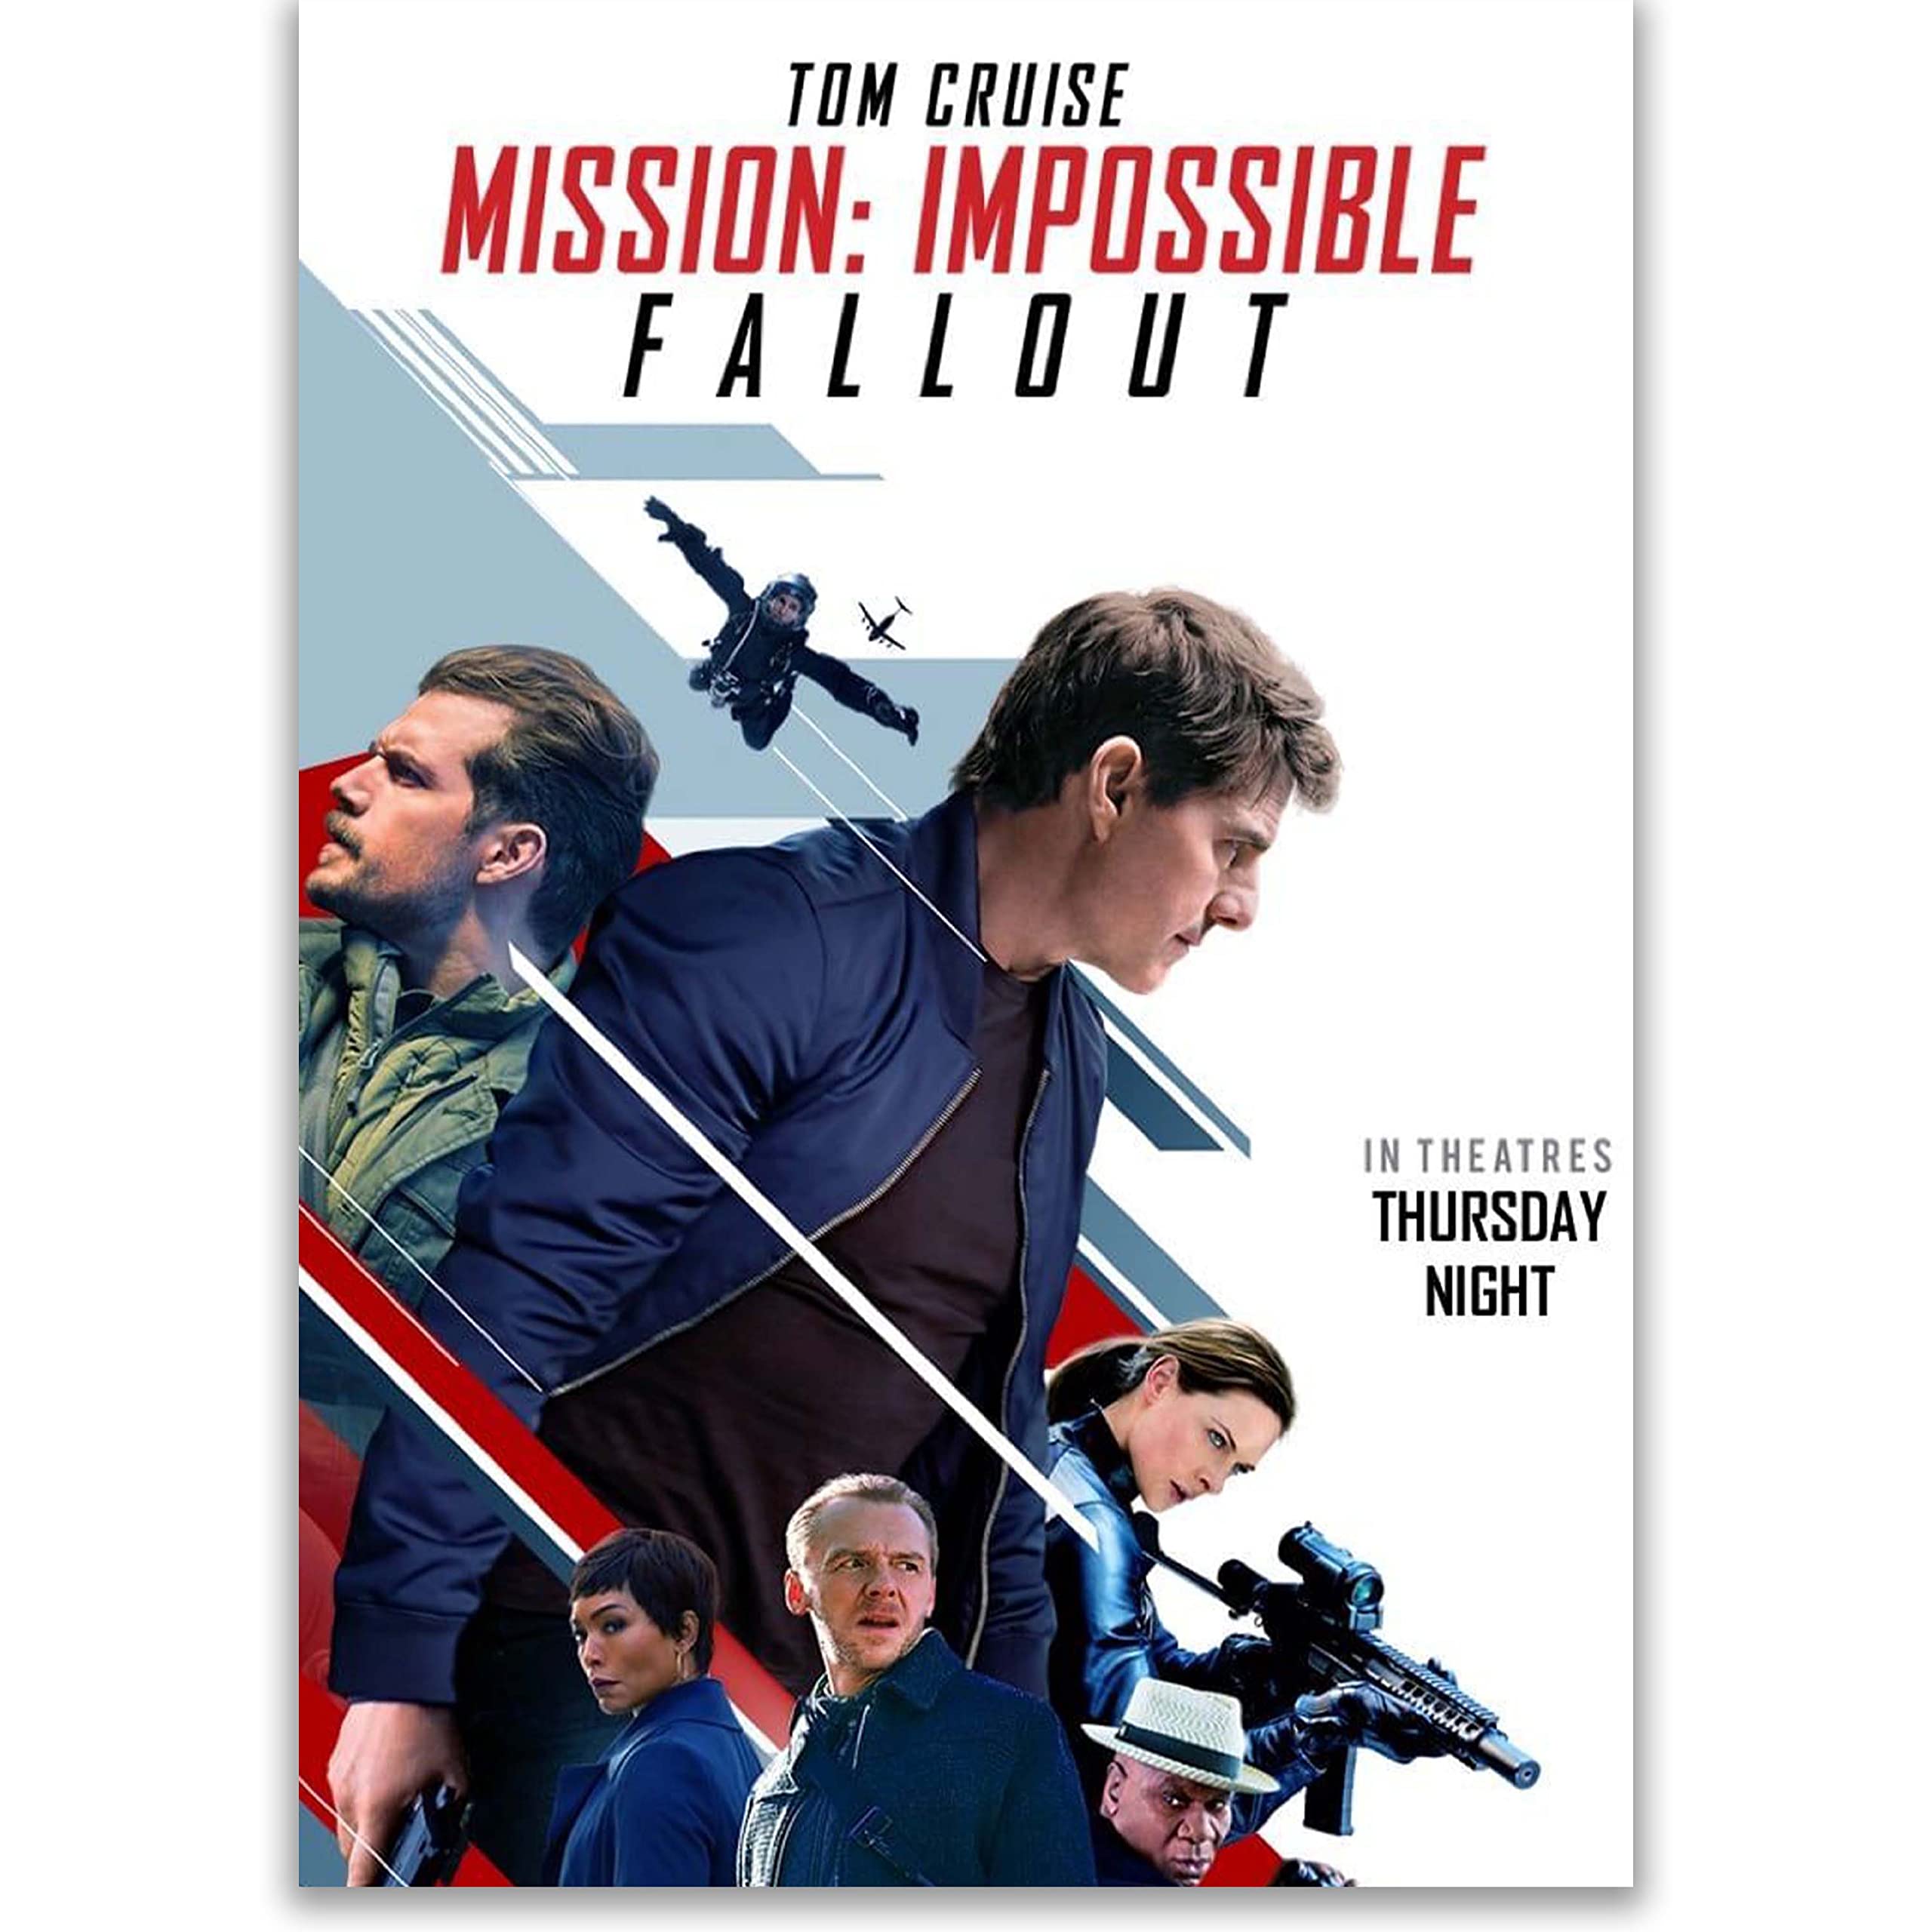 TOM CRUISE
MISSION: IMPOSSIBLE
FALLOUT
IN THEATRES
THURSDAY
NIGHT